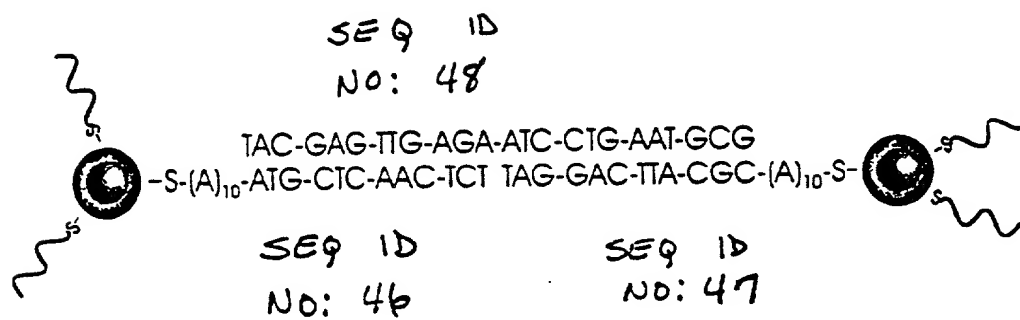 SEQ ID
NO: 48
S
S
TAC-GAG-TTG-AGA-ATC-CTG-AAT-GCG
-S-(A)10-ATG-CTC-AAC-TCT TAG-GAC-TTA-CGC-(A)10-S-
S
S
SEQ ID
NO: 46
SEQ ID
NO: 47